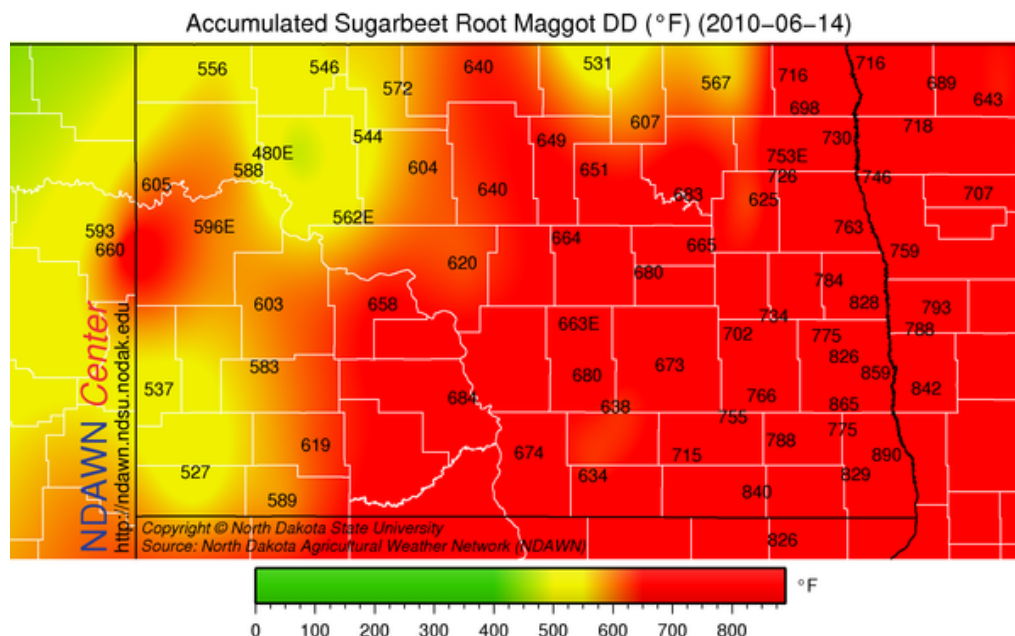 Accumulated Sugarbeet Root Maggot DD (°F) (2010−06−14)
556 546 640 531 716 716
572 567 689 643
698
607 718
544 649 730
480E 753E
588 604 651 726 746
605 640 683 625 707
562E
596E 763
593 664 665 759
660 620 680
784
603 658 828 793
734 788
663E 702 775
826
583 673 859
537 680 842
684 638 766 865
755 775
619 674 715 788 890
527 634 829
589 840
826
NDAWN Center
http://ndawn.ndsu.nodak.edu
Copyright © North Dakota State University
Source: North Dakota Agricultural Weather Network (NDAWN)
°F
0 100 200 300 400 500 600 700 800